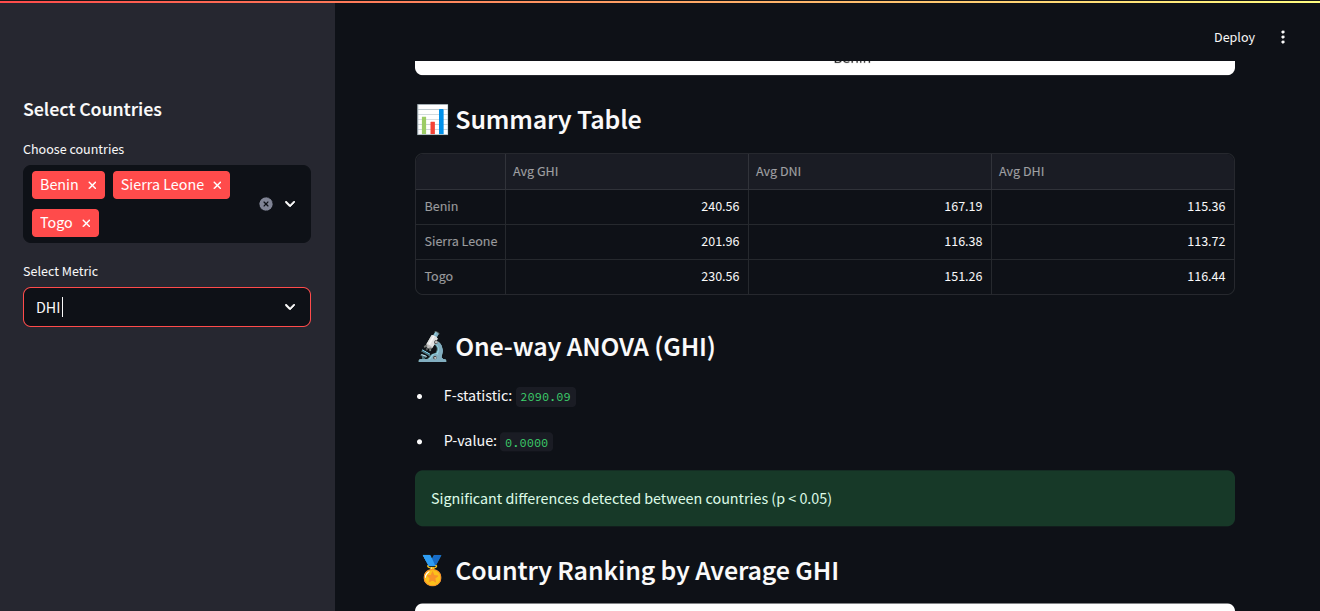 Deploy
Select Countries
Choose countries
Benin
Sierra Leone
Togo
Select Metric
DHI
Benin
Summary Table
Avg GHI Avg DNI Avg DHI
Benin 240.56 167.19 115.36
Sierra Leone 201.96 116.38 113.72
Togo 230.56 151.26 116.44
One-way ANOVA (GHI)
• F-statistic: 2090.09
• P-value: 0.0000
Significant differences detected between countries (p < 0.05)
Country Ranking by Average GHI